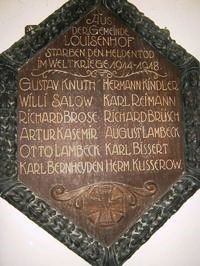 AUS
DER GEMEINDE
LOUISENHOF
STARBEN DEN HELDENTOD
IM WELTKRIEGE 1914-1918.
GUSTAV KNUTH HERMANN KINDLER
WILLI SALOW KARL REIMANN
RICHARD BROSE RICHARD BRÜSCH
ARTUR KASEMIR AUGUST LAMBECK
OTTO LAMBECK KARL BISSERT
KARL BERNHEYDEN HERM. KUSSEROW.